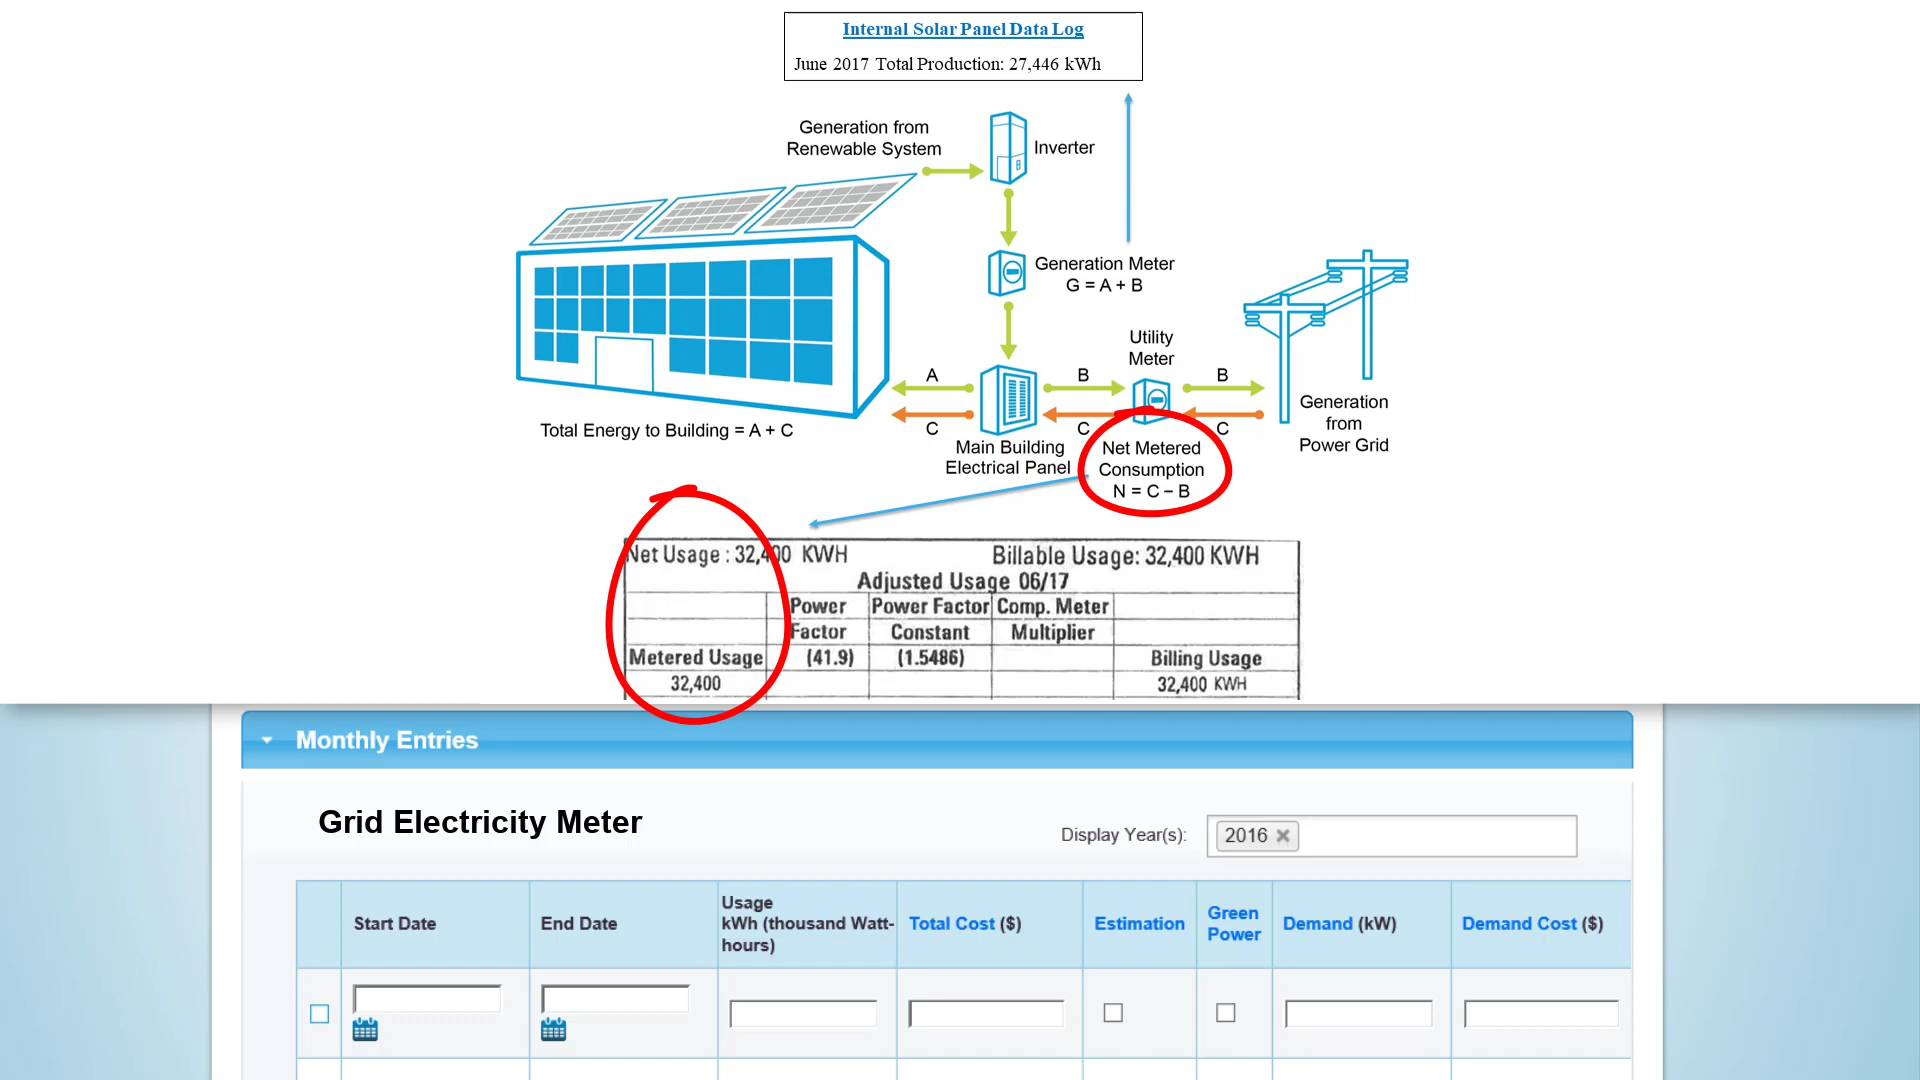 Internal Solar Panel Data Log
June 2017 Total Production: 27,446 kWh
Generation from
Renewable System
Inverter
Generation Meter
G = A + B
Utility
Meter
A
B
B
C
C
C
Total Energy to Building = A + C
Main Building
Electrical Panel
Net Metered
Consumption
N = C – B
Generation
from
Power Grid
Net Usage : 32,400 KWH
Billable Usage: 32,400 KWH
Adjusted Usage 06/17
Power
Factor
Power Factor
Constant
Comp. Meter
Multiplier
Metered Usage
(41.9)
(1.5486)
Billing Usage
32,400
32,400 KWH
Monthly Entries
Grid Electricity Meter
Display Year(s):
2016
Start Date
End Date
Usage
kWh (thousand Watt-
hours)
Total Cost ($)
Estimation
Green
Power
Demand (kW)
Demand Cost ($)